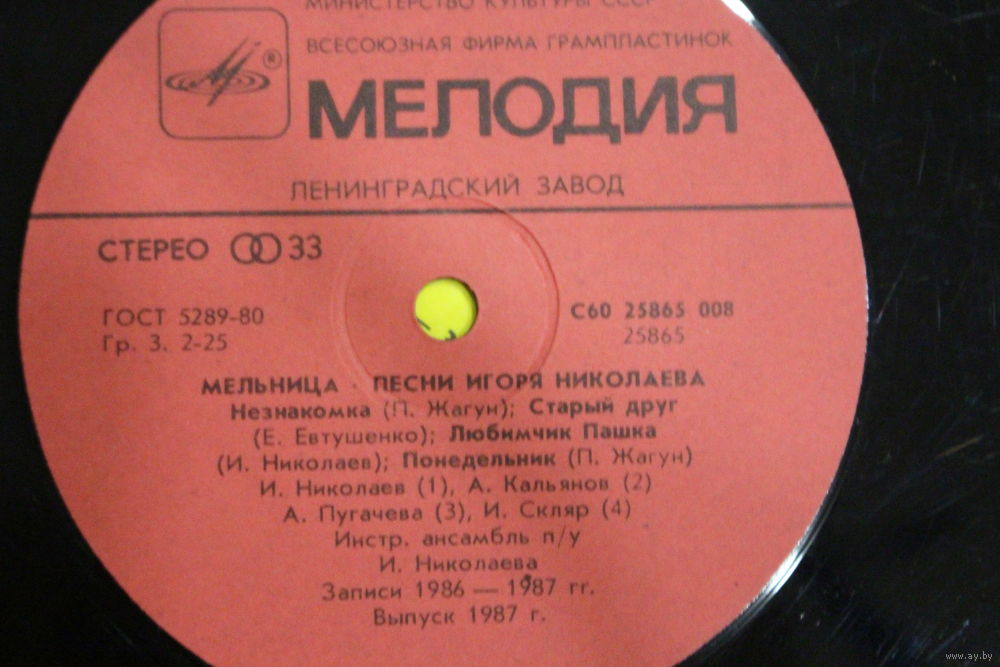 МИНИСТЕРСТВО КУЛЬТУРЫ СССР
ВСЕСОЮЗНАЯ ФИРМА ГРАМПЛАСТИНОК
®
МЕЛОДИЯ
ЛЕНИНГРАДСКИЙ ЗАВОД
СТЕРЕО 33
ГОСТ 5289-80
Гр. 3. 2-25
С60 25865 008
25865
МЕЛЬНИЦА · ПЕСНИ ИГОРЯ НИКОЛАЕВА
Незнакомка (П. Жагун); Старый друг
(Е. Евтушенко); Любимчик Пашка
(И. Николаев); Понедельник (П. Жагун)
И. Николаев (1), А. Кальянов (2)
А. Пугачева (3), И. Скляр (4)
Инстр. ансамбль п/у
И. Николаева
Записи 1986 — 1987 гг.
Выпуск 1987 г.
www.ay.by